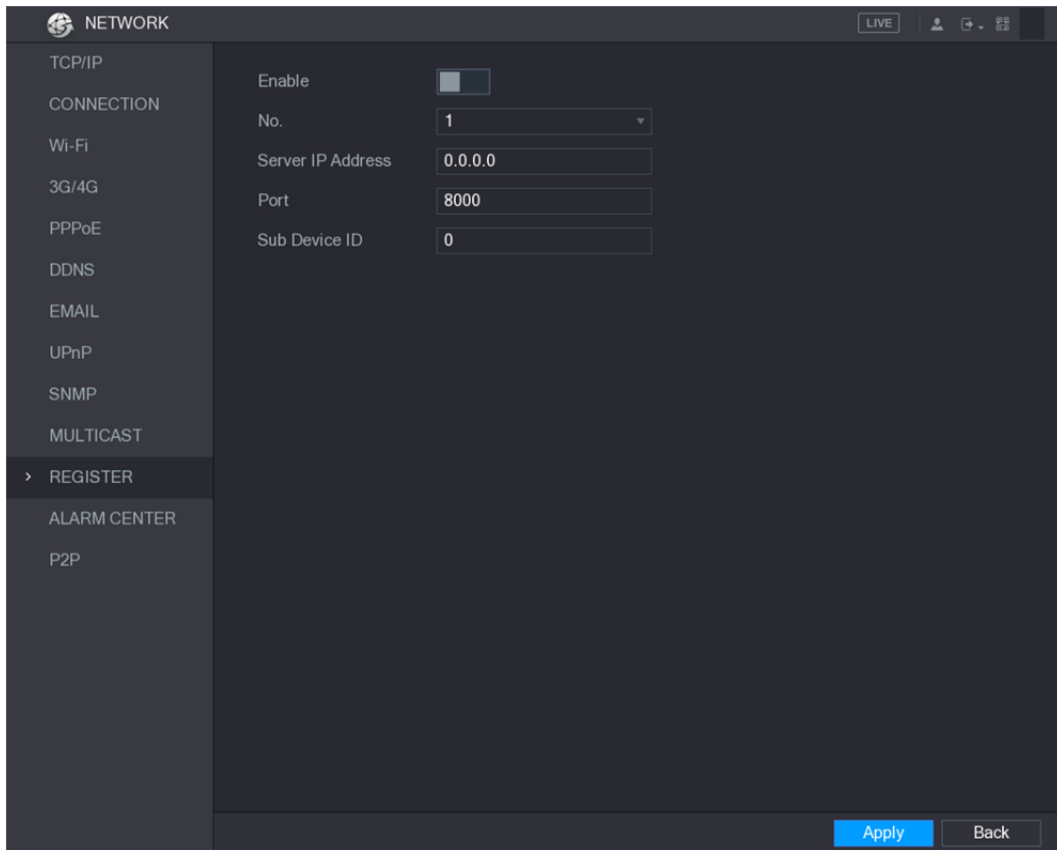 NETWORK
LIVE
TCP/IP
CONNECTION
Wi-Fi
3G/4G
PPPoE
DDNS
EMAIL
UPnP
SNMP
MULTICAST
> REGISTER
ALARM CENTER
P2P
Enable
No. 1
Server IP Address 0.0.0.0
Port 8000
Sub Device ID 0
Apply Back